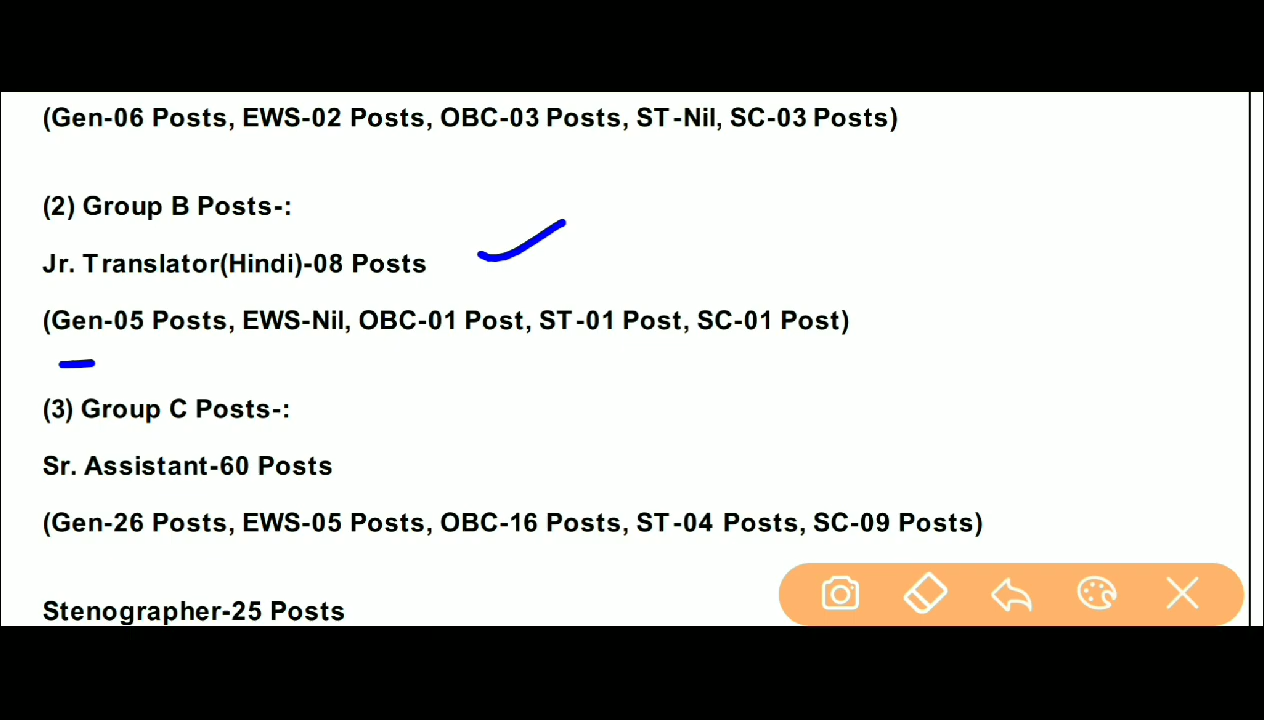 (Gen-06 Posts, EWS-02 Posts, OBC-03 Posts, ST-Nil, SC-03 Posts)
(2) Group B Posts-:
Jr. Translator(Hindi)-08 Posts
(Gen-05 Posts, EWS-Nil, OBC-01 Post, ST-01 Post, SC-01 Post)
(3) Group C Posts-:
Sr. Assistant-60 Posts
(Gen-26 Posts, EWS-05 Posts, OBC-16 Posts, ST-04 Posts, SC-09 Posts)
Stenographer-25 Posts